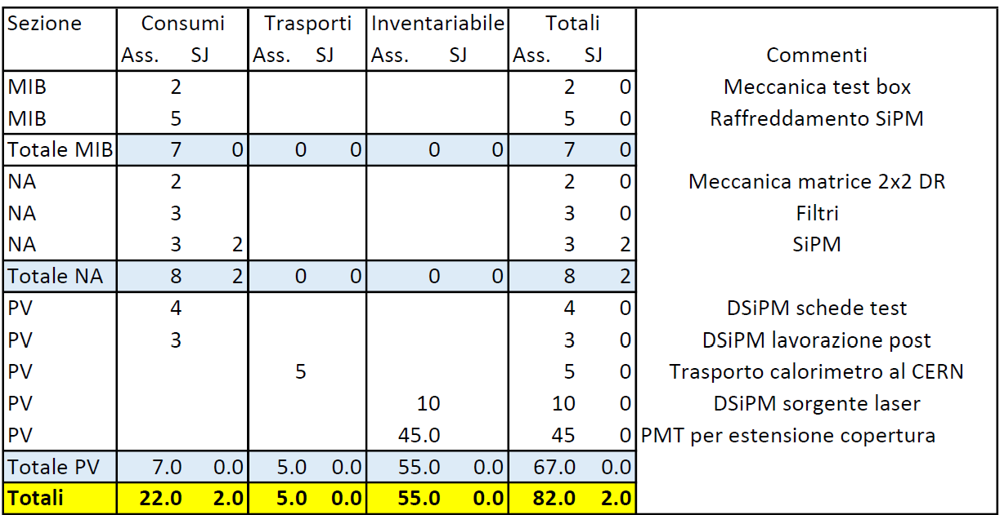 Sezione Consumi Trasporti Inventariabile Totali
Ass. SJ Ass. SJ Ass. SJ Ass. SJ Commenti
MIB 2 2 0 Meccanica test box
MIB 5 5 0 Raffreddamento SiPM
Totale MIB 7 0 0 0 0 0 7 0
NA 2 2 0 Meccanica matrice 2x2 DR
NA 3 3 0 Filtri
NA 3 2 3 2 SiPM
Totale NA 8 2 0 0 0 0 8 2
PV 4 4 0 DSiPM schede test
PV 3 3 0 DSiPM lavorazione post
PV 5 5 0 Trasporto calorimetro al CERN
PV 10 10 0 DSiPM sorgente laser
PV 45.0 45 0 PMT per estensione copertura
Totale PV 7.0 0.0 5.0 0.0 55.0 0.0 67.0 0.0
Totali 22.0 2.0 5.0 0.0 55.0 0.0 82.0 2.0